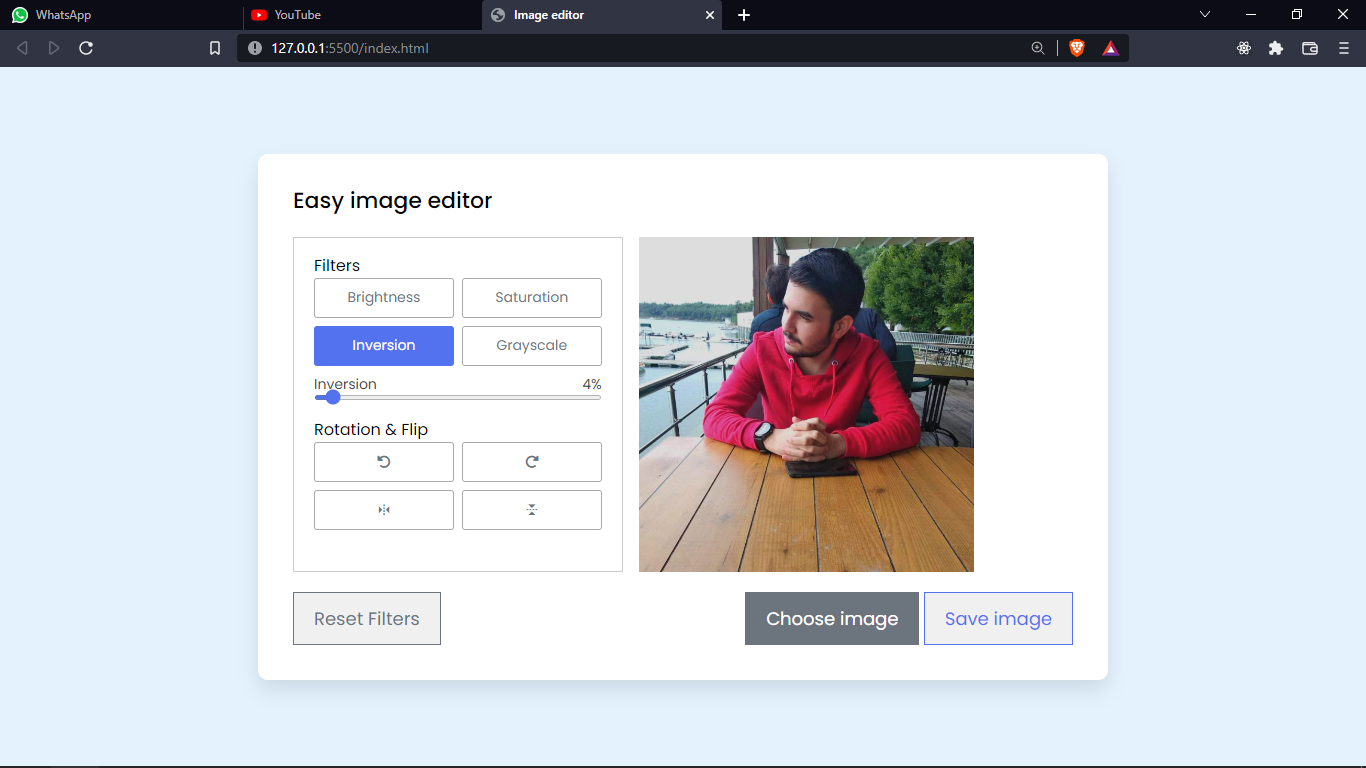 WhatsApp
YouTube
Image editor
127.0.0.1:5500/index.html
Easy image editor
Filters
Brightness
Saturation
Inversion
Grayscale
Inversion 4%
Rotation & Flip
Reset Filters
Choose image
Save image